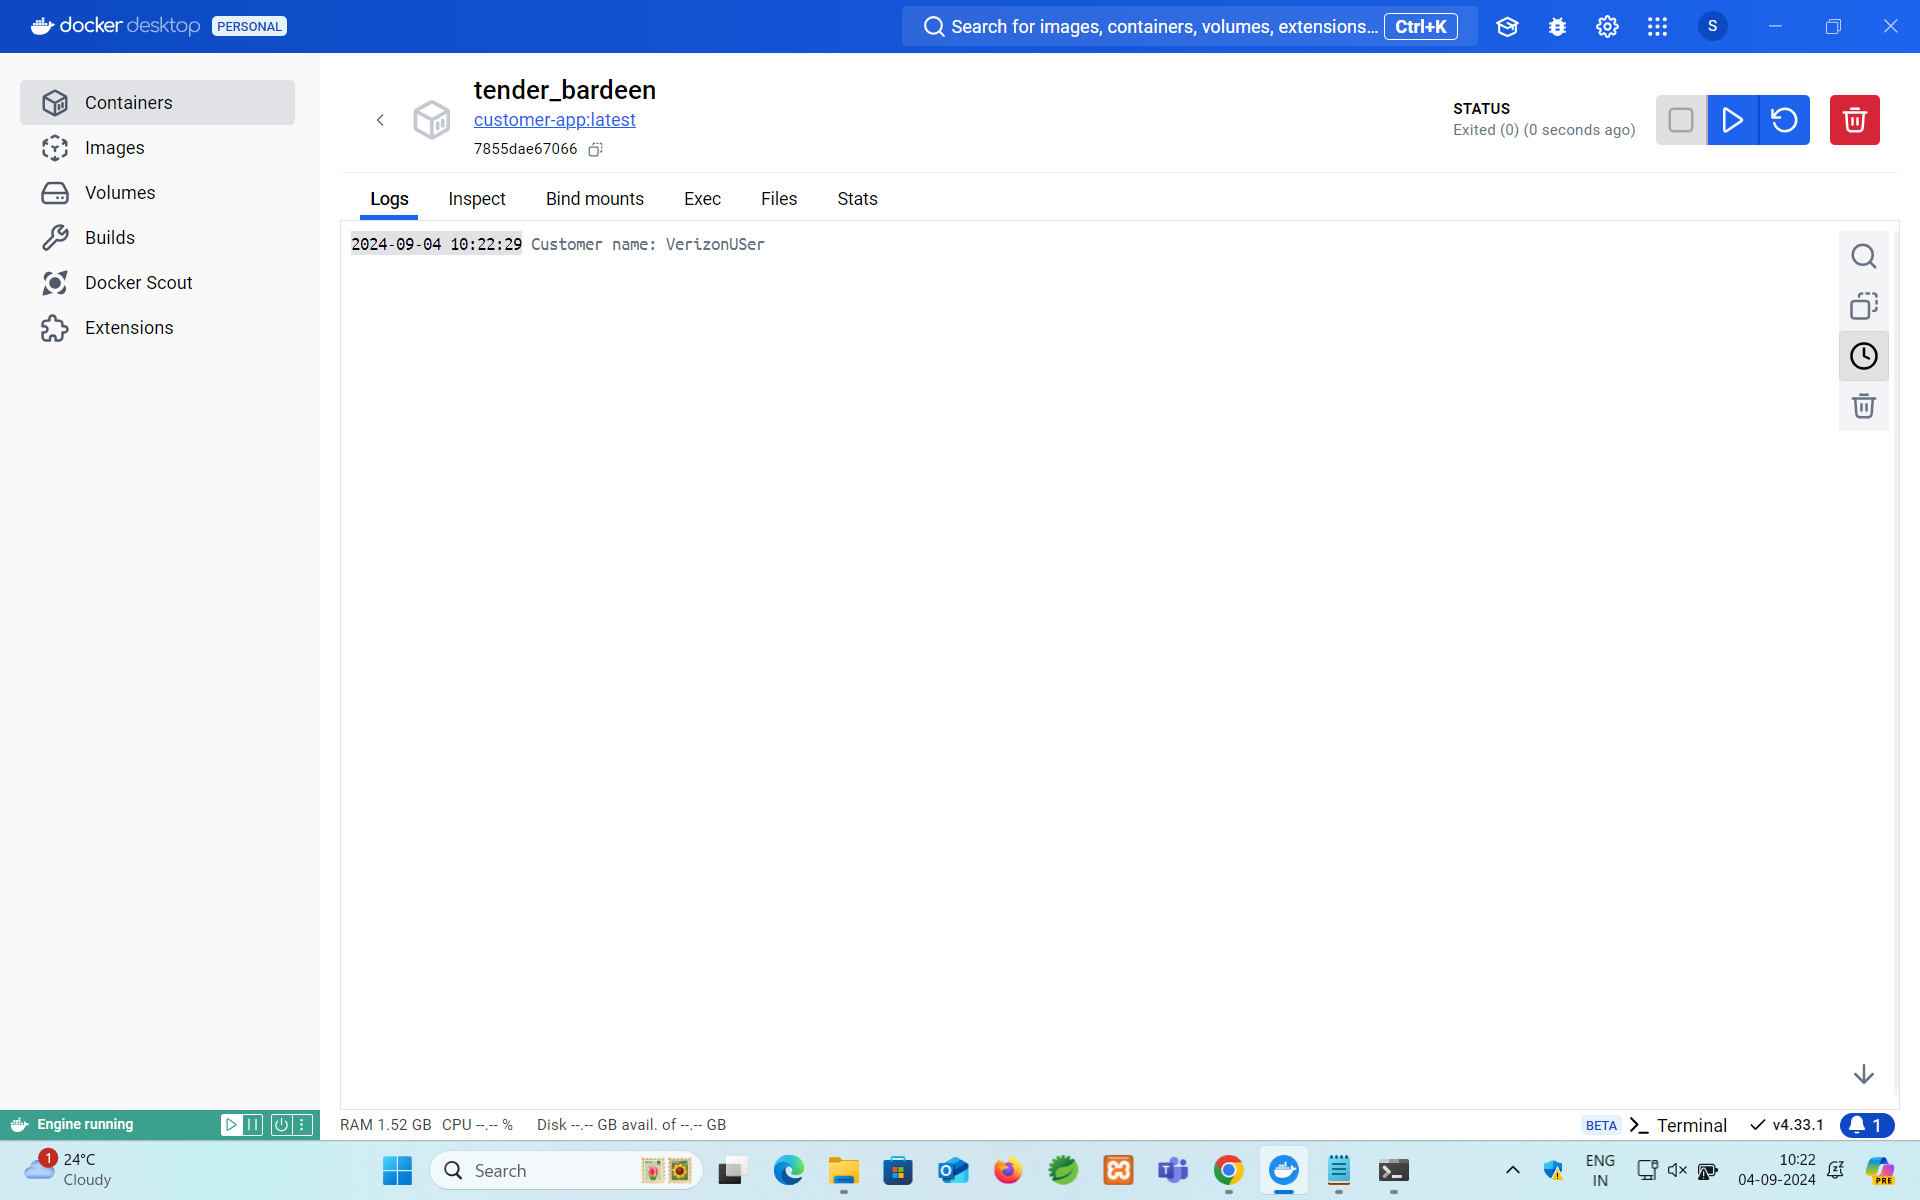 docker desktop PERSONAL
Search for images, containers, volumes, extensions... Ctrl+K
S
Containers
Images
Volumes
Builds
Docker Scout
Extensions
tender_bardeen
customer-app:latest
7855dae67066
STATUS
Exited (0) (0 seconds ago)
Logs Inspect Bind mounts Exec Files Stats
2024-09-04 10:22:29 Customer name: VerizonUSer
Engine running
RAM 1.52 GB CPU --.-- % Disk --.-- GB avail. of --.-- GB
BETA Terminal v4.33.1 1
1
24°C
Cloudy
Search
ENG
IN
10:22
04-09-2024
PRE